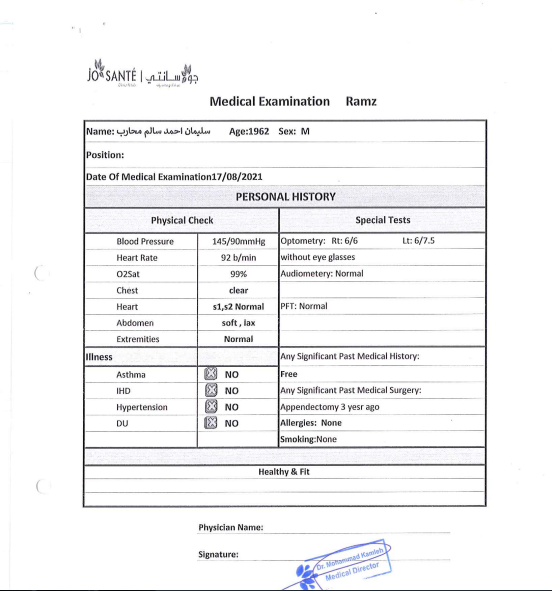 JO SANTÉ | جو سانتي
Medical Examination Ramz
Name: سليمان احمد سالم محارب Age:1962 Sex: M
Position:
Date Of Medical Examination17/08/2021
PERSONAL HISTORY
Physical Check Special Tests
Blood Pressure 145/90mmHg Optometry: Rt: 6/6 Lt: 6/7.5
Heart Rate 92 b/min without eye glasses
O2Sat 99% Audiometery: Normal
Chest clear
Heart s1,s2 Normal PFT: Normal
Abdomen soft , lax
Extremities Normal
Illness Any Significant Past Medical History:
Asthma NO Free
IHD NO Any Significant Past Medical Surgery:
Hypertension NO Appendectomy 3 yesr ago
DU NO Allergies: None
Smoking:None
Healthy & Fit
Physician Name:
Signature:
Dr. Mohammad Kamleh
Medical Director